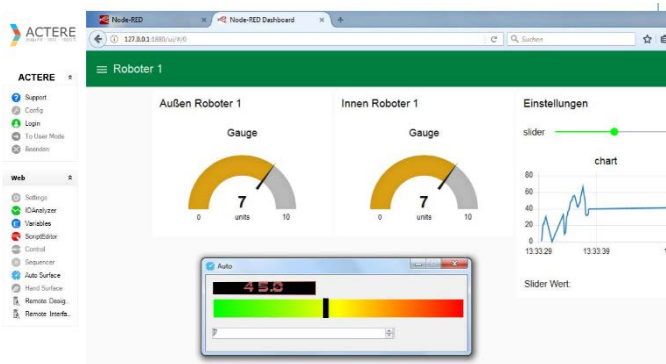 ACTERE
acquire - test - report
Node-RED
Node-RED Dashboard
127.0.0.1:1880/ui/#/0
Suchen
Roboter 1
ACTERE
Support
Config
Login
To User Mode
Beenden
Web
Settings
IOAnalyzer
Variables
ScriptEditor
Control
Sequencer
Auto Surface
Hand Surface
Remote Desig..
Remote Interfa..
Außen Roboter 1
Gauge
7
0
units
10
Innen Roboter 1
Gauge
7
0
units
10
Einstellungen
slider
chart
80
60
40
20
0
13:33:29
13:33:39
Slider Wert:
Auto
45.0